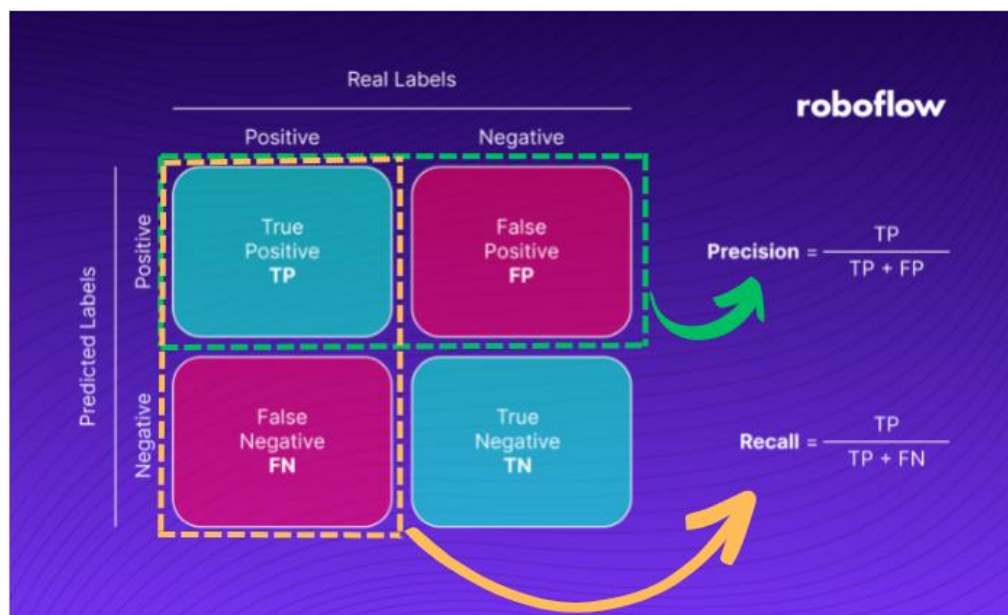 Real Labels
roboflow
Positive
Negative
Predicted Labels
Positive
True
Positive
TP
False
Positive
FP
Precision =
TP
TP + FP
Negative
False
Negative
FN
True
Negative
TN
Recall =
TP
TP + FN